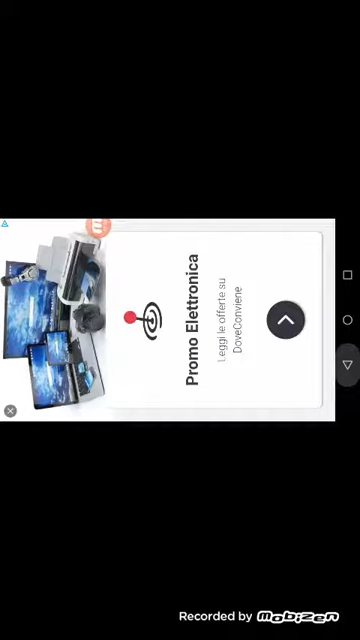 Promo Elettronica
Leggi le offerte su
DoveConviene
Recorded by Mobizen